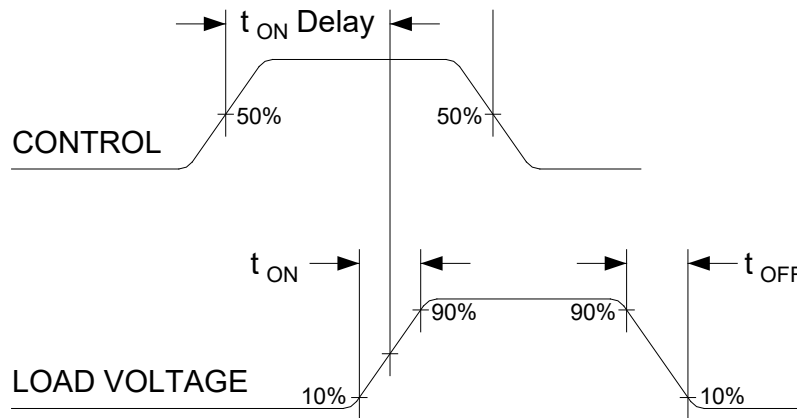 t ON Delay
50%
50%
CONTROL
t ON
t OFF
90%
90%
LOAD VOLTAGE
10%
10%